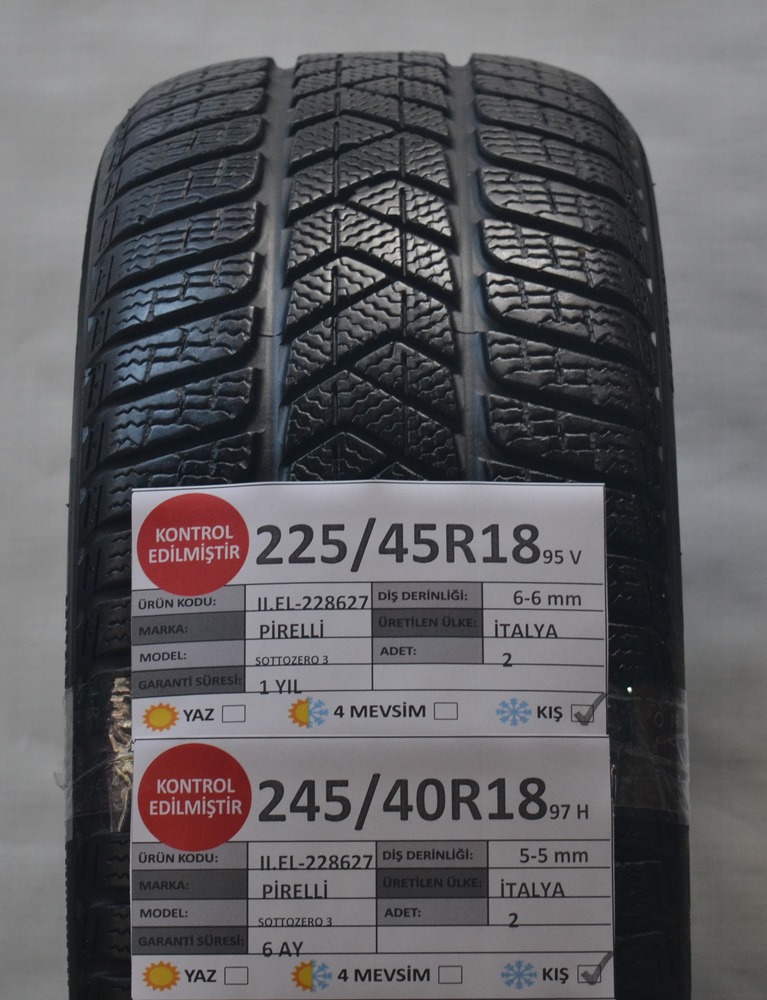 KONTROL
EDİLMİŞTİR
225/45R18 95 V
ÜRÜN KODU: II.EL-228627 DİŞ DERİNLİĞİ: 6-6 mm
MARKA: PİRELLİ ÜRETİLEN ÜLKE: İTALYA
MODEL: SOTTOZERO 3 ADET: 2
GARANTİ SÜRESİ: 1 YIL
YAZ 4 MEVSİM KIŞ
KONTROL
EDİLMİŞTİR
245/40R18 97 H
ÜRÜN KODU: II.EL-228627 DİŞ DERİNLİĞİ: 5-5 mm
MARKA: PİRELLİ ÜRETİLEN ÜLKE: İTALYA
MODEL: SOTTOZERO 3 ADET: 2
GARANTİ SÜRESİ: 6 AY
YAZ 4 MEVSİM KIŞ